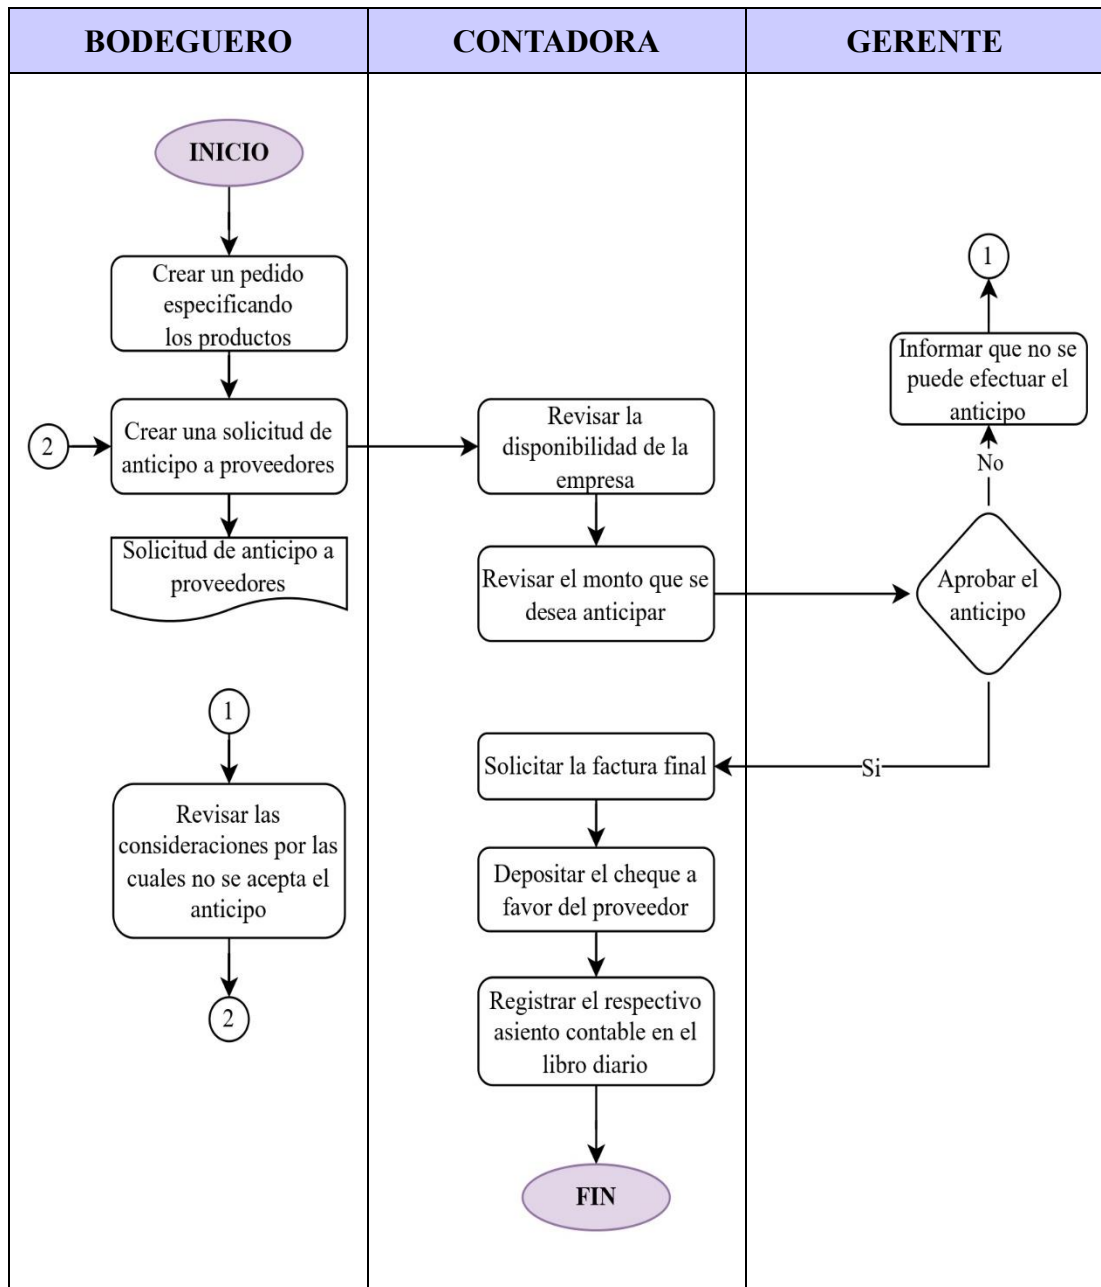 BODEGUERO
CONTADORA
GERENTE
INICIO
Crear un pedido
especificando
los productos
2
Crear una solicitud de
anticipo a proveedores
Solicitud de anticipo a
proveedores
1
Revisar las
consideraciones por las
cuales no se acepta el
anticipo
2
Revisar la
disponibilidad de la
empresa
Revisar el monto que se
desea anticipar
Solicitar la factura final
Depositar el cheque a
favor del proveedor
Registrar el respectivo
asiento contable en el
libro diario
FIN
1
Informar que no se
puede efectuar el
anticipo
No
Aprobar el
anticipo
Si